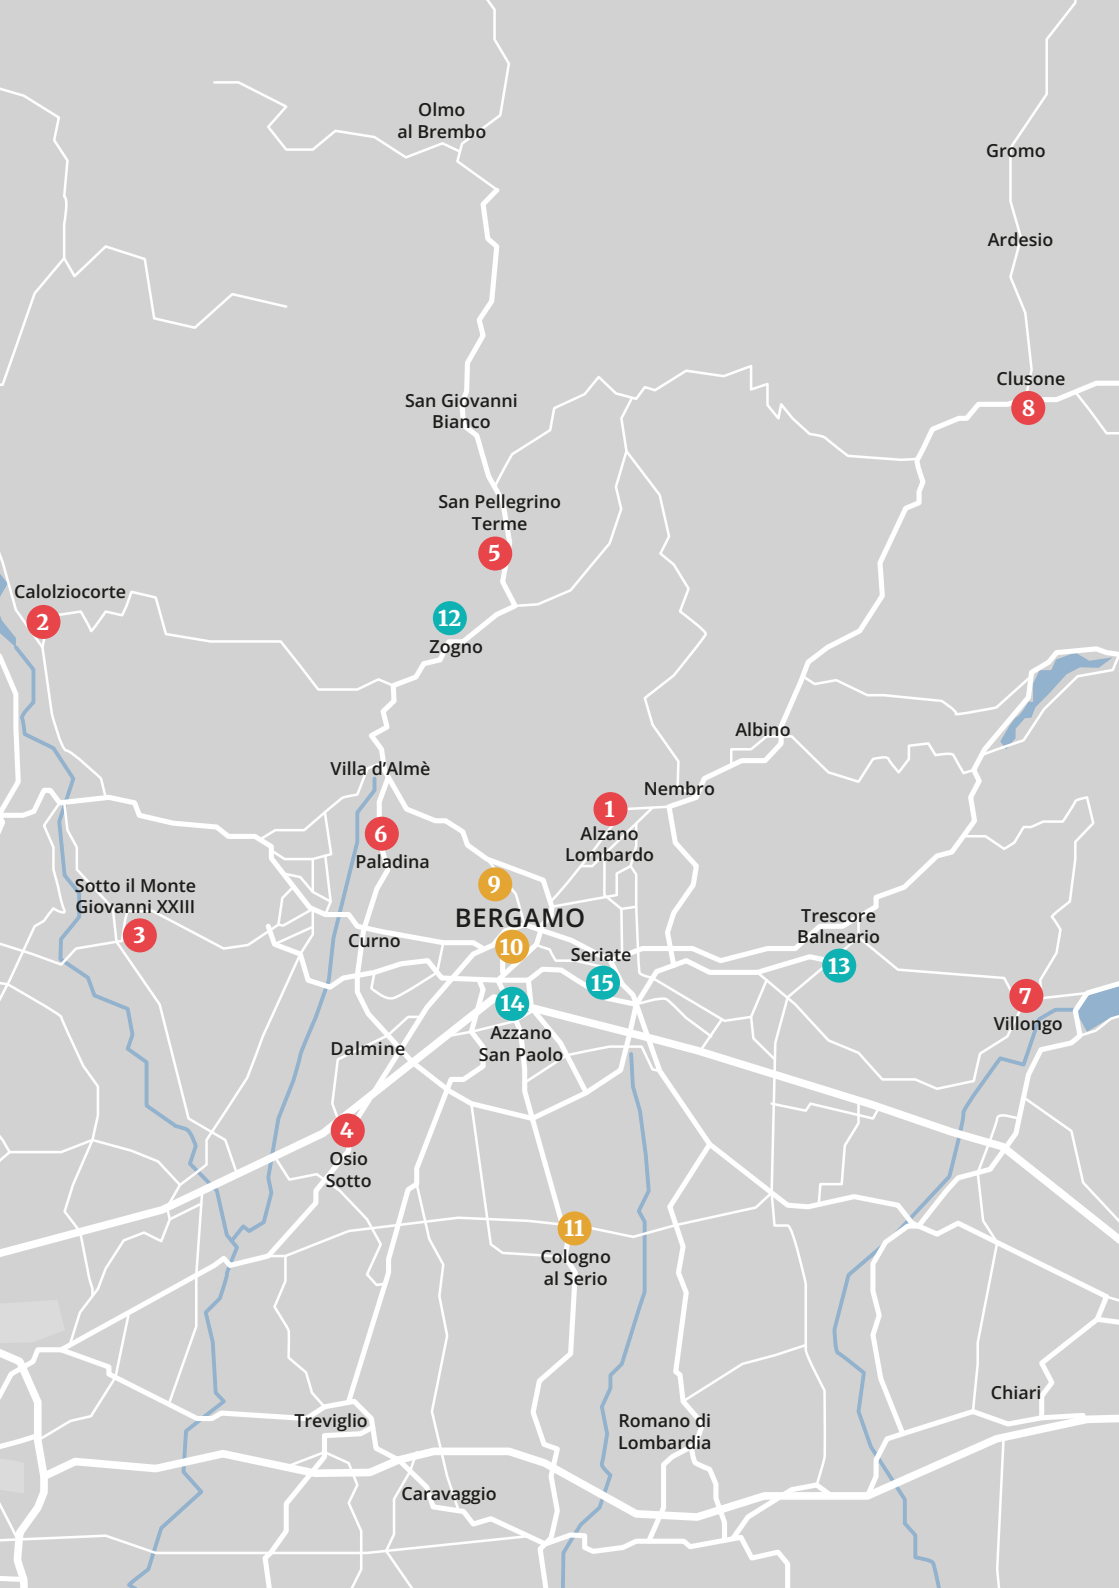 Olmo
al Brembo
Gromo
Ardesio
Clusone
8
San Giovanni
Bianco
San Pellegrino
Terme
5
Calolziocorte
2
12
Zogno
Albino
Villa d'Almè
Nembro
1
Alzano
Lombardo
6
Paladina
Sotto il Monte
Giovanni XXIII
3
9
BERGAMO
10
Curno
Seriate
15
Trescore
Balneario
13
7
Villongo
14
Azzano
San Paolo
Dalmine
4
Osio
Sotto
11
Cologno
al Serio
Chiari
Treviglio
Romano di
Lombardia
Caravaggio